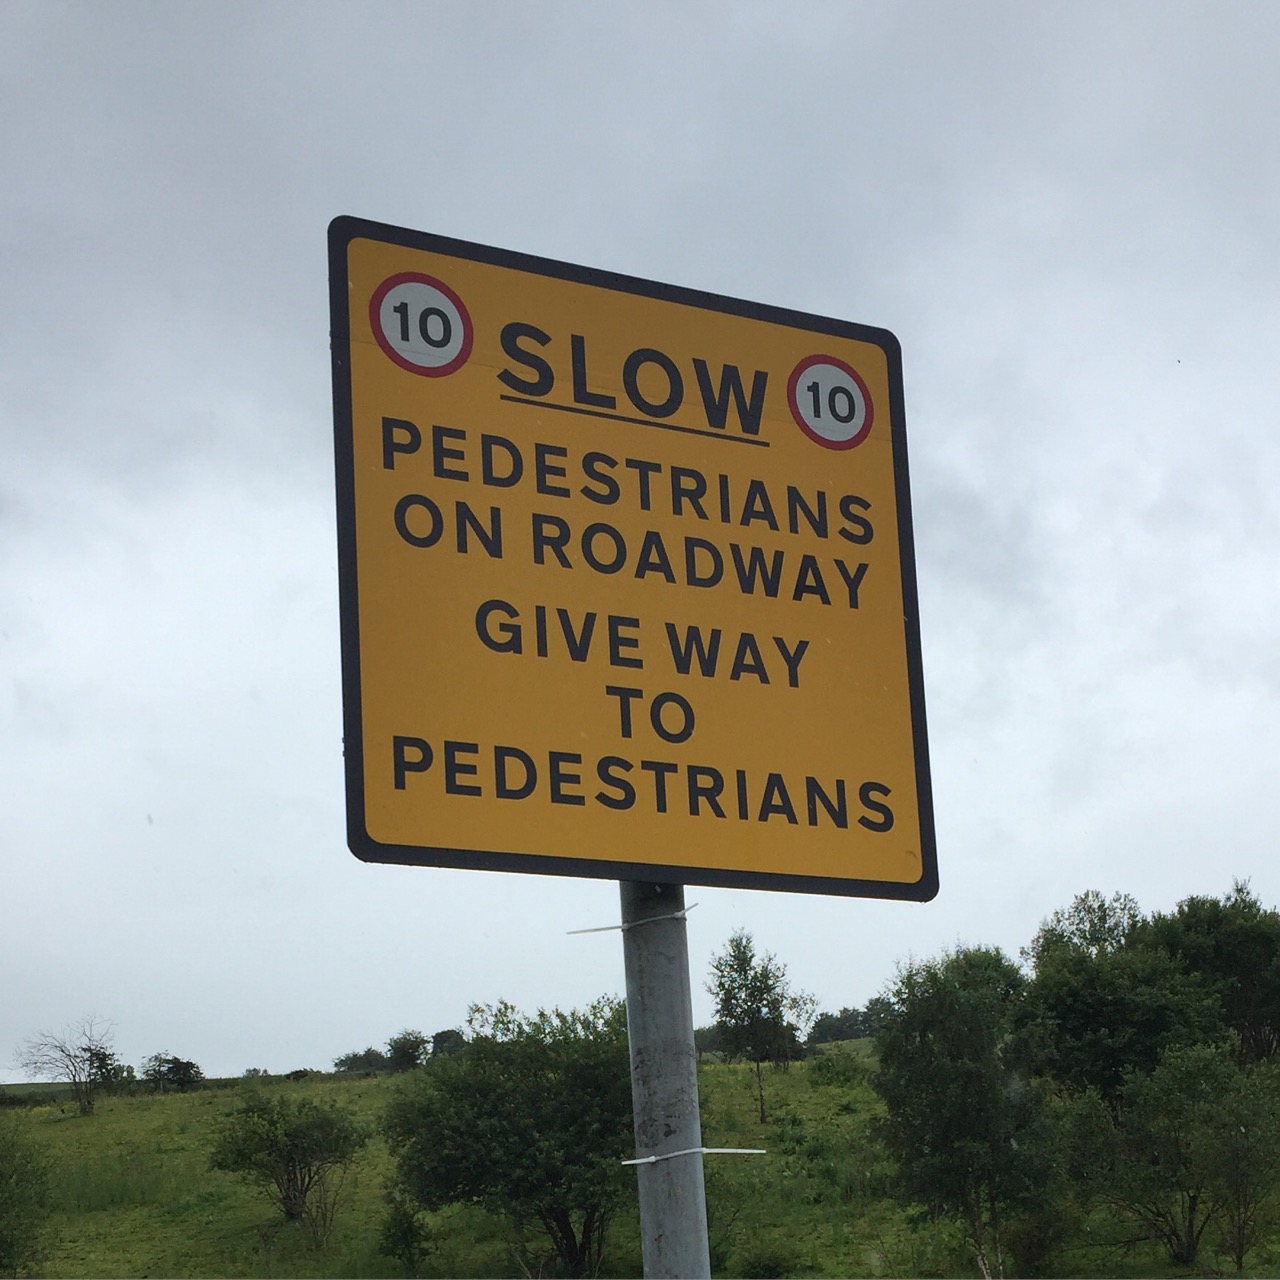 10 SLOW 10
PEDESTRIANS
ON ROADWAY
GIVE WAY
TO
PEDESTRIANS